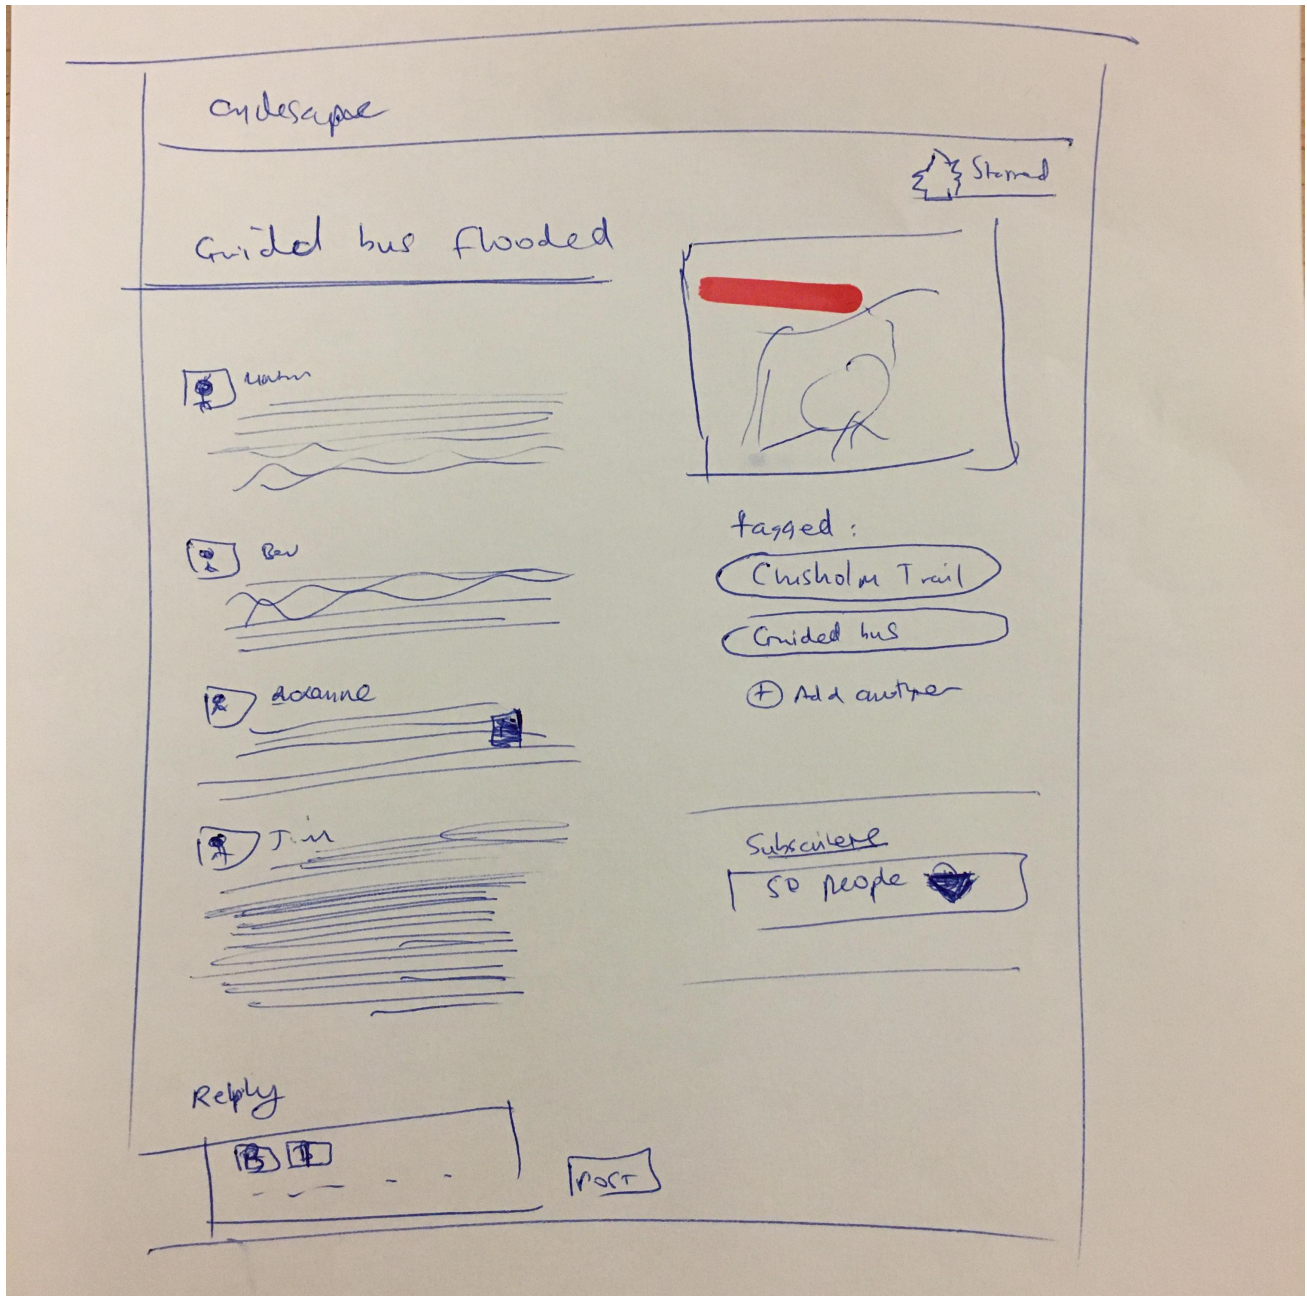 Cyclescape
Starred
Guided bus flooded
Martin
Ben
Roxanne
Jim
tagged:
Chisholm Trail
Guided bus
+ Add another
Subscribers
50 people
Reply
B I
POST